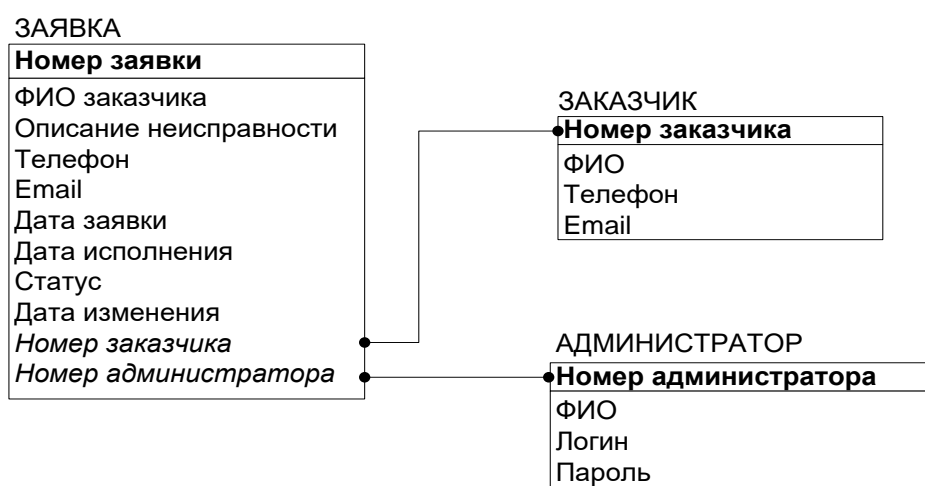 ЗАЯВКА
Номер заявки
ФИО заказчика
Описание неисправности
Телефон
Email
Дата заявки
Дата исполнения
Статус
Дата изменения
Номер заказчика
Номер администратора
ЗАКАЗЧИК
Номер заказчика
ФИО
Телефон
Email
АДМИНИСТРАТОР
Номер администратора
ФИО
Логин
Пароль